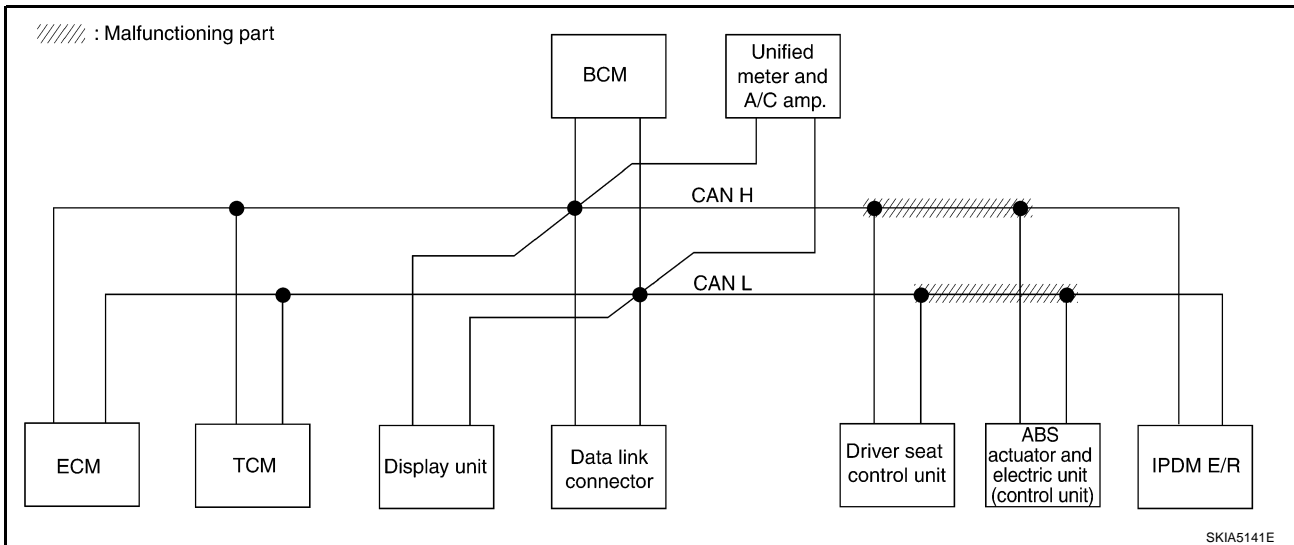 : Malfunctioning part
BCM
Unified
meter and
A/C amp.
CAN H
CAN L
ECM
TCM
Display unit
Data link
connector
Driver seat
control unit
ABS
actuator and
electric unit
(control unit)
IPDM E/R
SKIA5141E